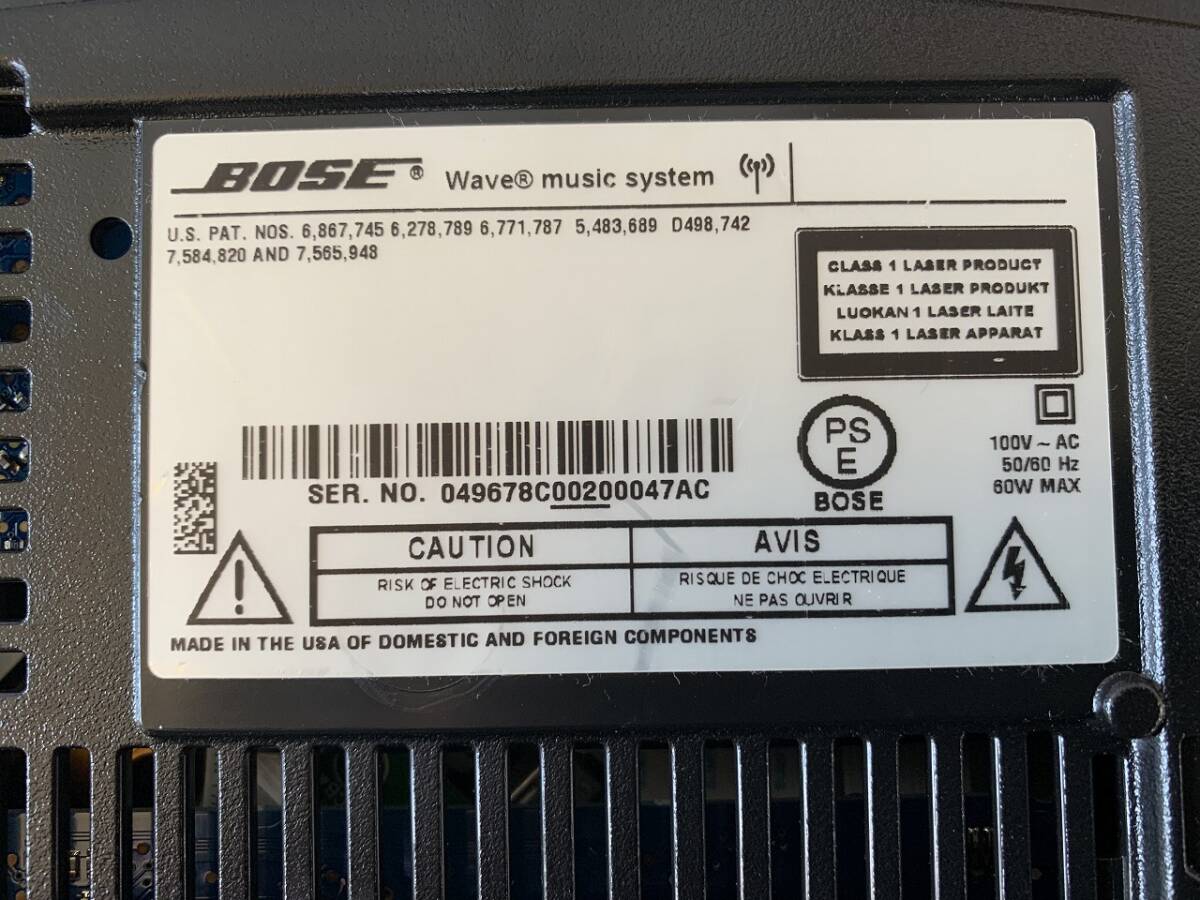 BOSE® Wave® music system
U.S. PAT. NOS. 6,867,745 6,278,789 6,771,787 5,483,689 D498,742
7,584,820 AND 7,565,948
CLASS 1 LASER PRODUCT
KLASSE 1 LASER PRODUKT
LUOKAN 1 LASER LAITE
KLASS 1 LASER APPARAT
PS
E
BOSE
100V ~ AC
50/60 Hz
60W MAX
SER. NO. 049678C00200047AC
CAUTION
RISK OF ELECTRIC SHOCK
DO NOT OPEN
AVIS
RISQUE DE CHOC ELECTRIQUE
NE PAS OUVRIR
MADE IN THE USA OF DOMESTIC AND FOREIGN COMPONENTS